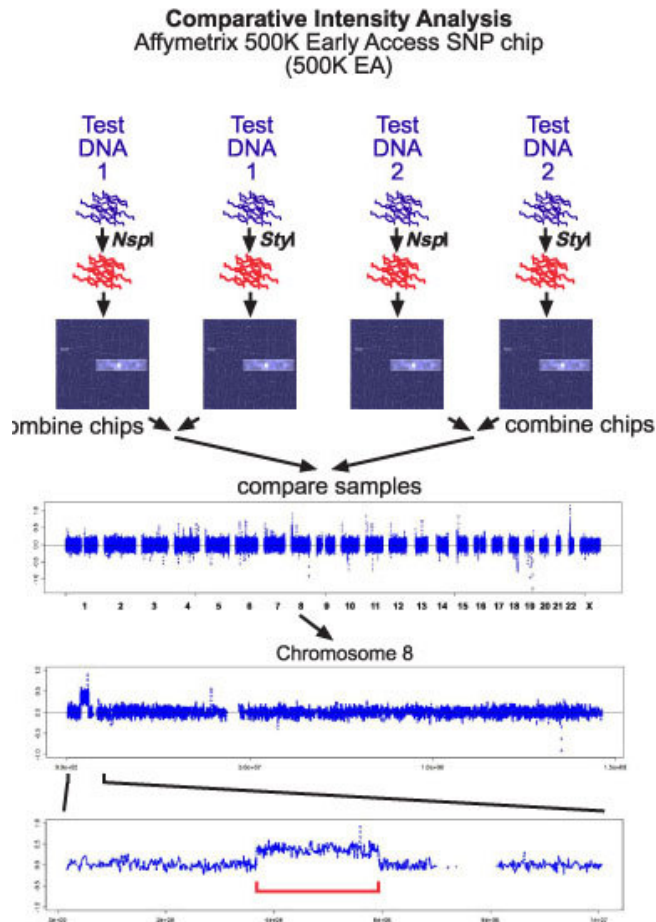 Comparative Intensity Analysis
Affymetrix 500K Early Access SNP chip
(500K EA)
Test Test Test Test
DNA DNA DNA DNA
1 1 2 2
NspI StyI NspI StyI
ombine chips combine chips
compare samples
1 2 3 4 5 6 7 8 9 10 11 12 13 14 15 16 17 18 19 20 21 22 X
Chromosome 8